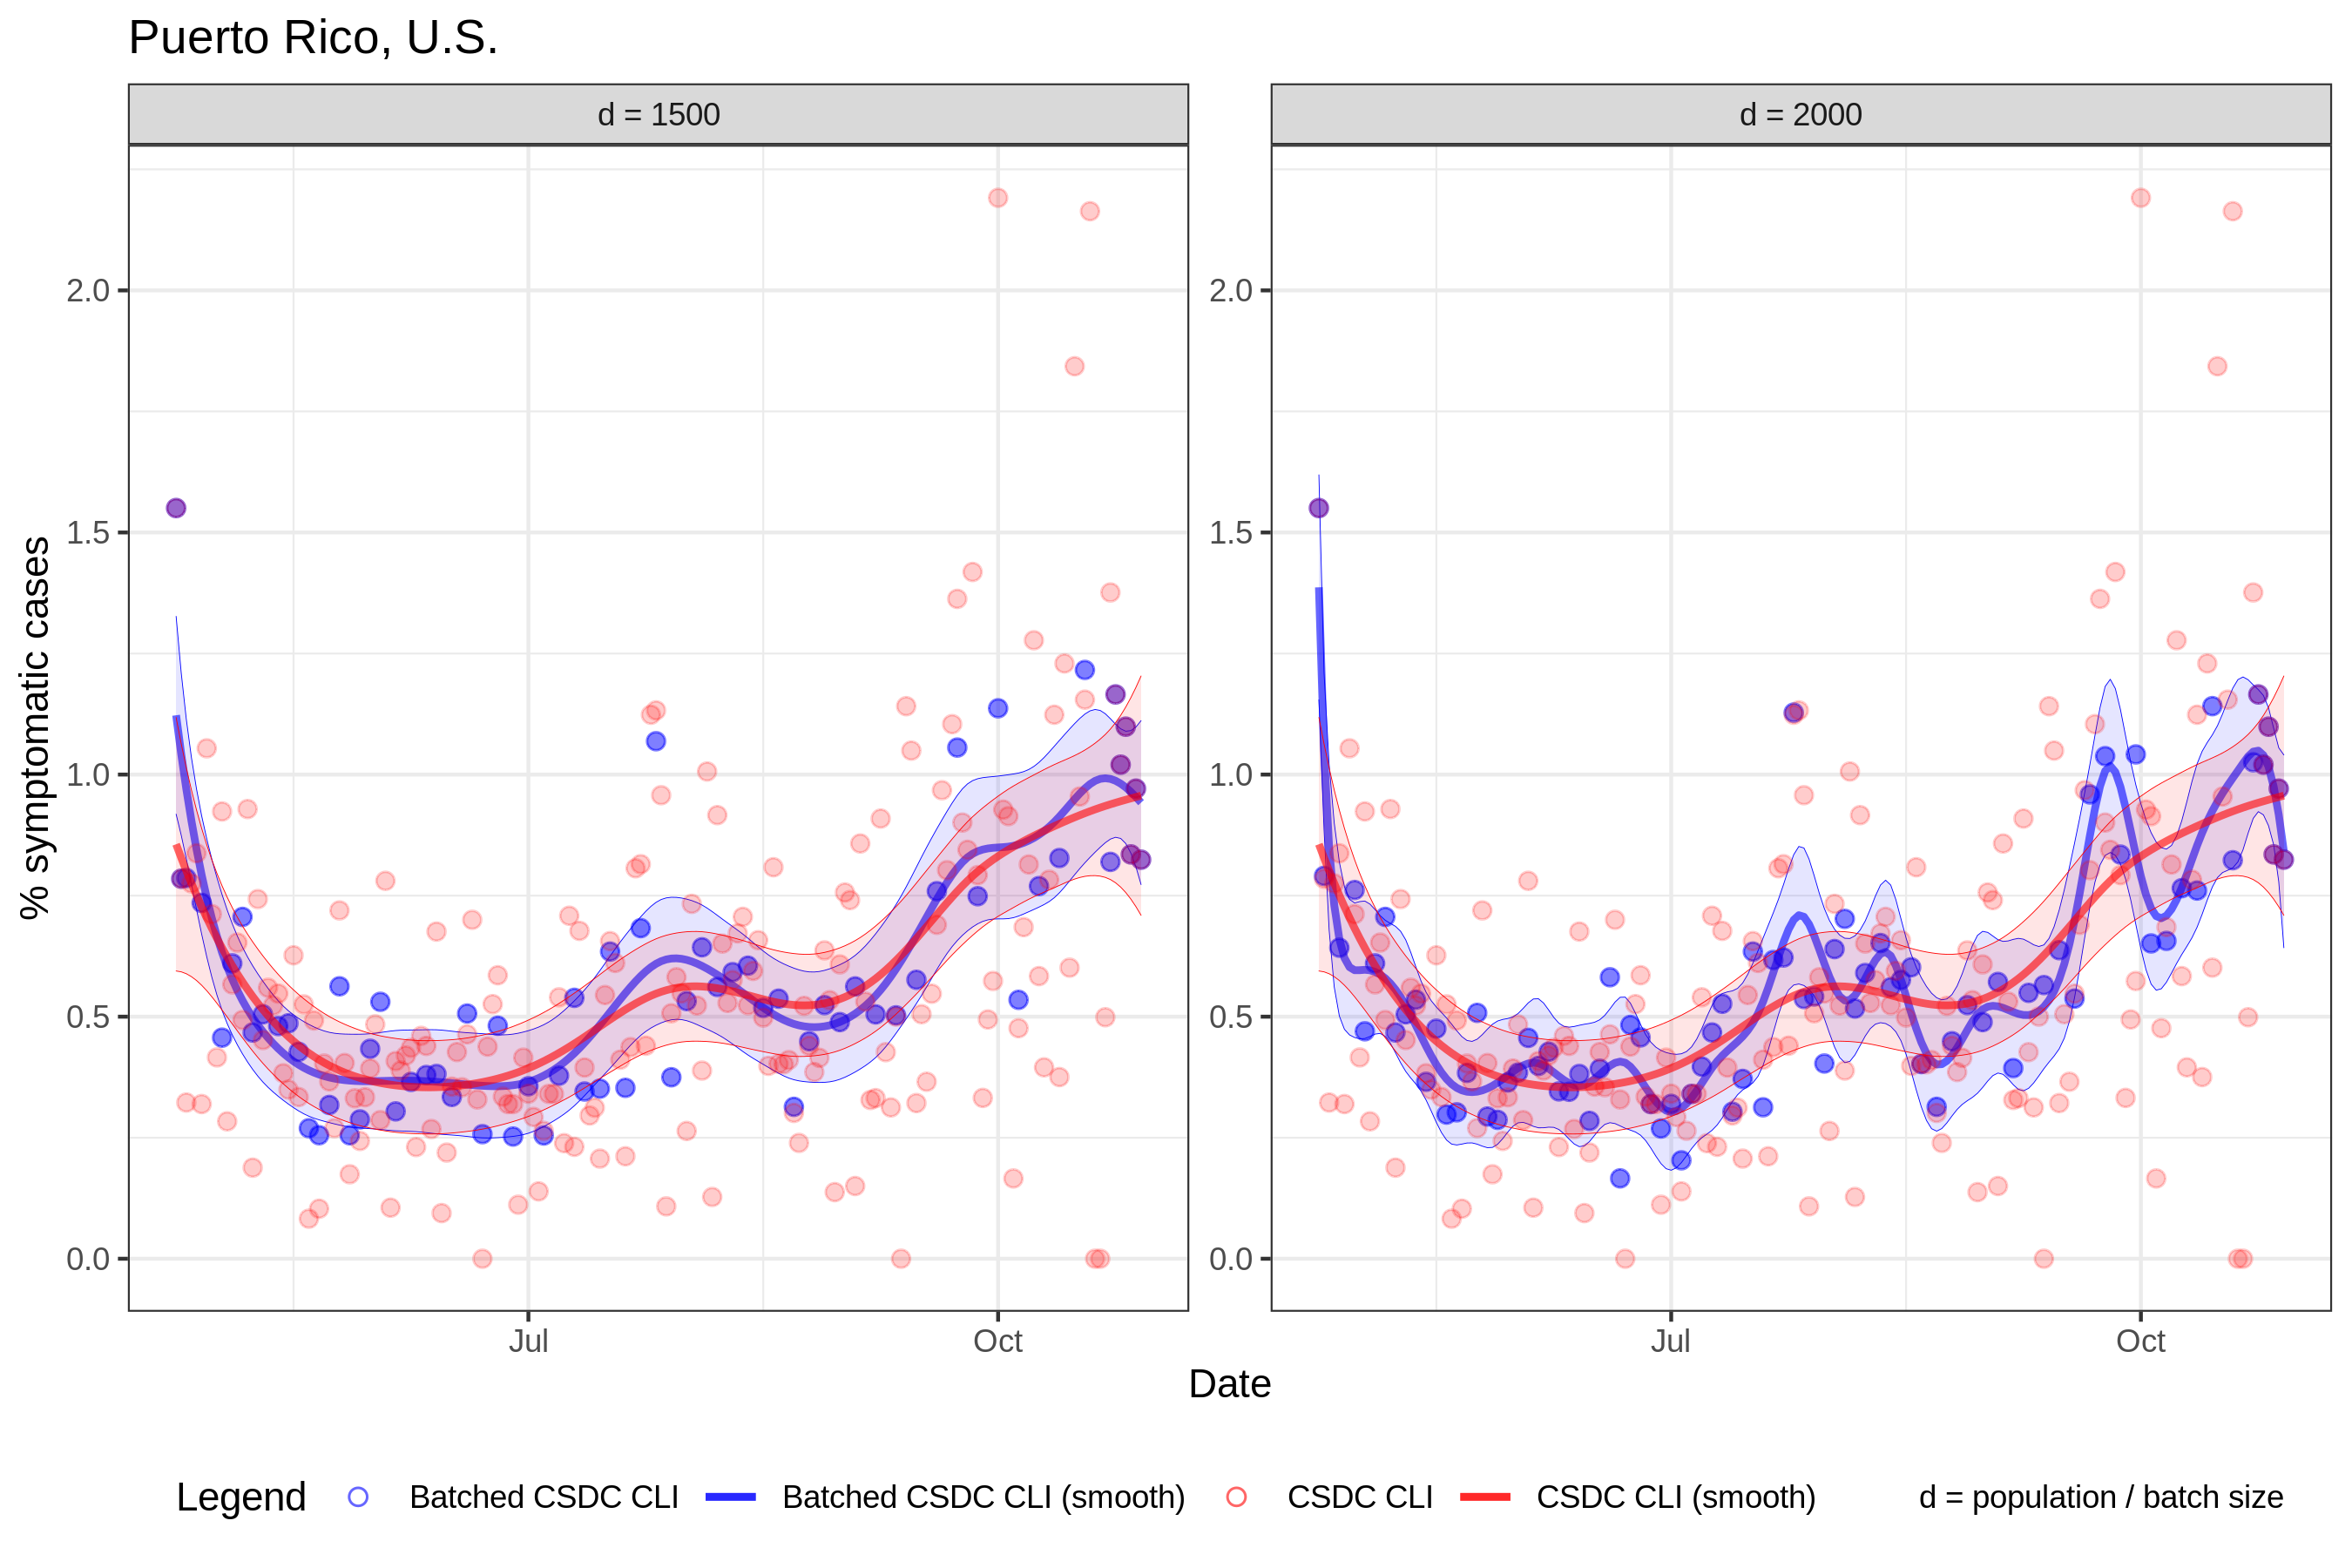 Puerto Rico, U.S.
d = 1500
d = 2000
% symptomatic cases
2.0
1.5
1.0
0.5
0.0
2.0
1.5
1.0
0.5
0.0
Jul
Oct
Jul
Oct
Date
Legend
Batched CSDC CLI
Batched CSDC CLI (smooth)
CSDC CLI
CSDC CLI (smooth)
d = population / batch size